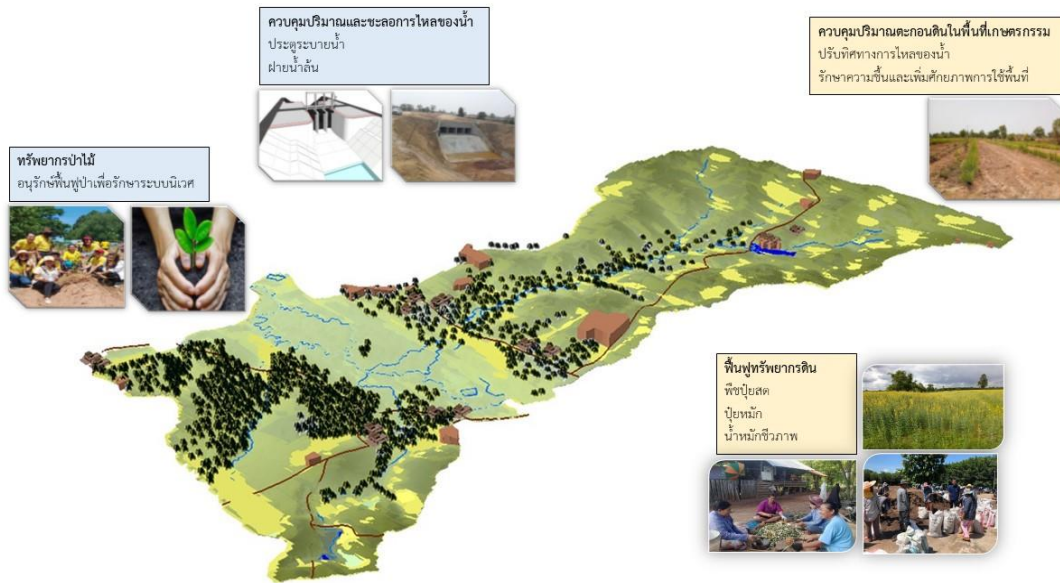 ควบคุมปริมาณและชะลอการไหลของน้ำ
ประตูระบายน้ำ
ฝายน้ำล้น
ควบคุมปริมาณตะกอนดินในพื้นที่เกษตรกรรม
ปรับทิศทางการไหลของน้ำ
รักษาความชื้นและเพิ่มศักยภาพการใช้พื้นที่
ทรัพยากรป่าไม้
อนุรักษ์ฟื้นฟูป่าเพื่อรักษาระบบนิเวศ
ฟื้นฟูทรัพยากรดิน
พืชปุ๋ยสด
ปุ๋ยหมัก
น้ำหมักชีวภาพ